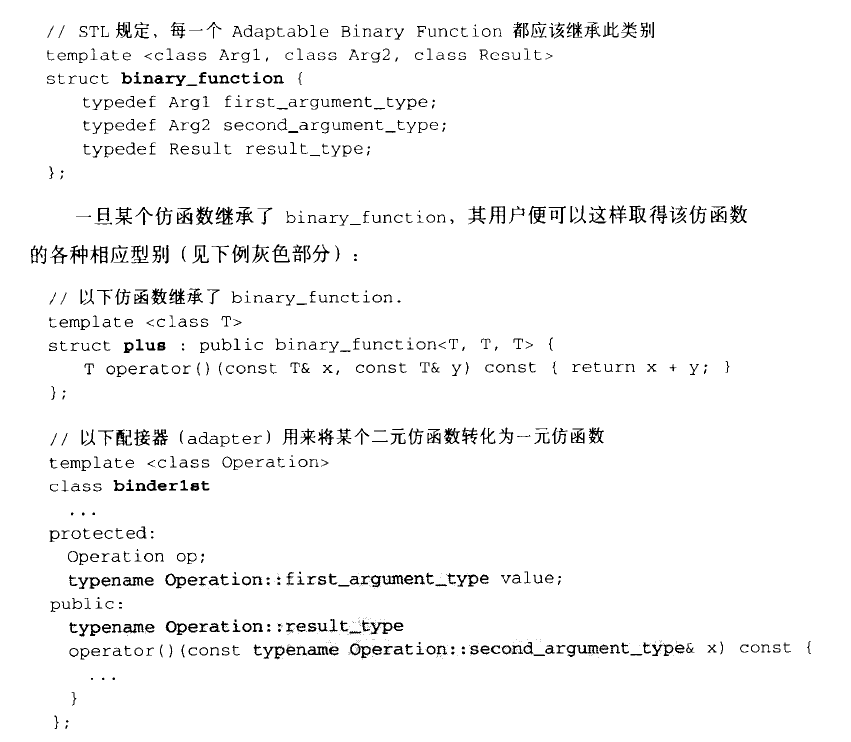 // STL 规定，每一个 Adaptable Binary Function 都应该继承此类别
template <class Arg1, class Arg2, class Result>
struct binary_function {
typedef Arg1 first_argument_type;
typedef Arg2 second_argument_type;
typedef Result result_type;
};
一旦某个仿函数继承了 binary_function，其用户便可以这样取得该仿函数
的各种相应型别（见下例灰色部分）：
// 以下仿函数继承了 binary_function.
template <class T>
struct plus : public binary_function<T, T, T> {
T operator()(const T& x, const T& y) const { return x + y; }
};
// 以下配接器（adapter）用来将某个二元仿函数转化为一元仿函数
template <class Operation>
class binder1st
...
protected:
Operation op;
typename Operation::first_argument_type value;
public:
typename Operation::result_type
operator()(const typename Operation::second_argument_type& x) const {
...
}
};